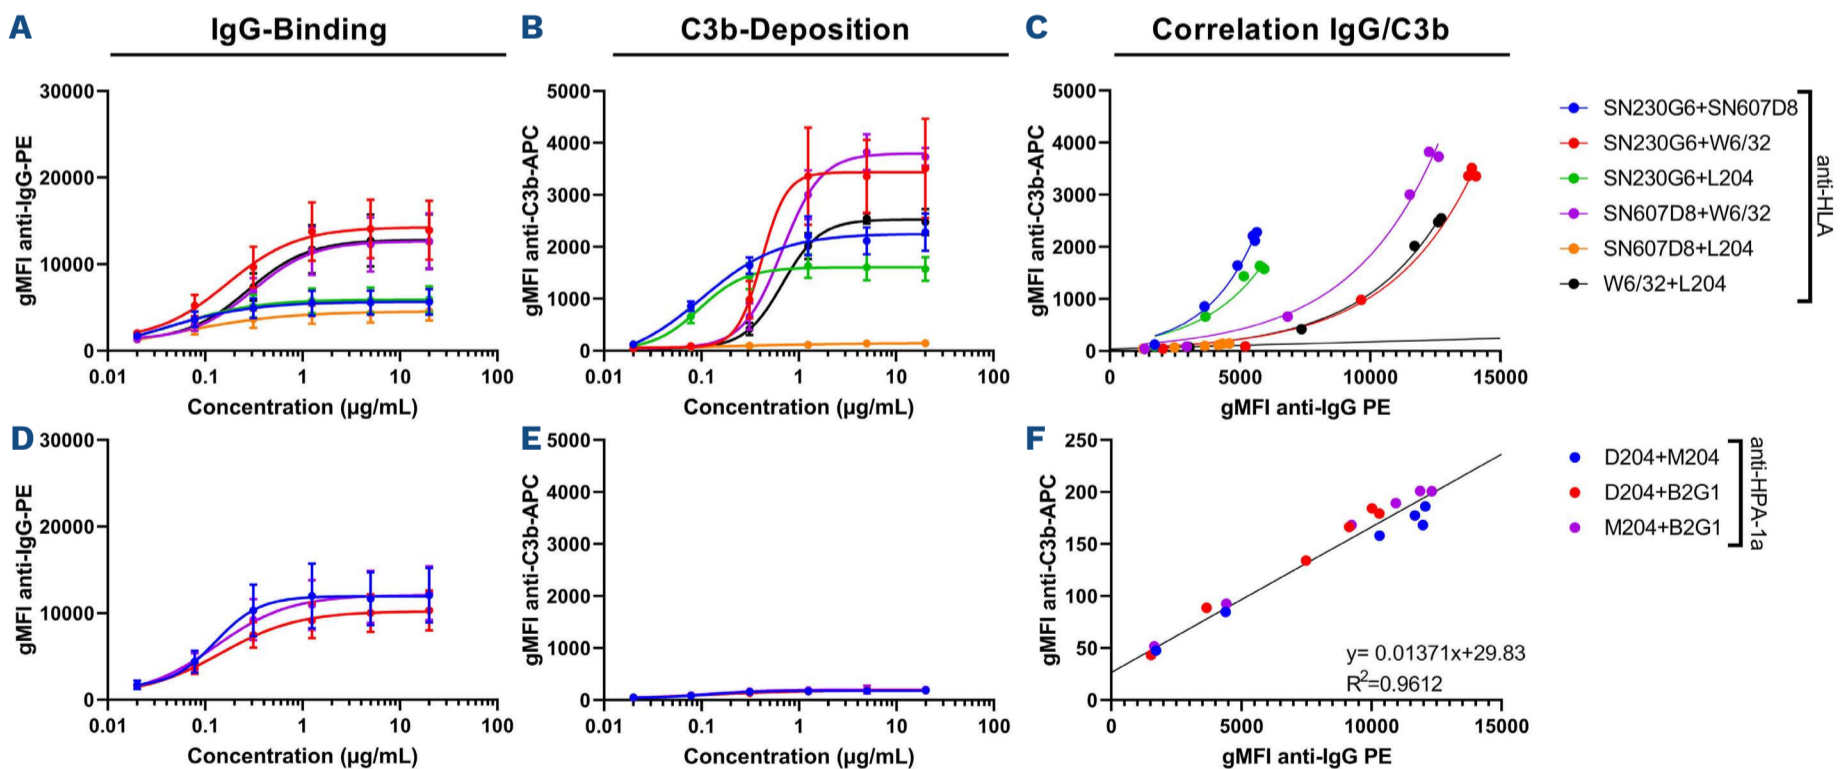 A IgG-Binding
30000
20000
10000
0
0.01 0.1 1 10 100
gMFI anti-IgG-PE
Concentration (µg/mL)
B C3b-Deposition
5000
4000
3000
2000
1000
0
0.01 0.1 1 10 100
gMFI anti-C3b-APC
Concentration (µg/mL)
C Correlation IgG/C3b
5000
4000
3000
2000
1000
0
0 5000 10000 15000
gMFI anti-C3b-APC
gMFI anti-IgG PE
SN230G6+SN607D8
SN230G6+W6/32
SN230G6+L204
SN607D8+W6/32
SN607D8+L204
W6/32+L204
anti-HLA
D
30000
20000
10000
0
0.01 0.1 1 10 100
gMFI anti-IgG-PE
Concentration (µg/mL)
E
5000
4000
3000
2000
1000
0
0.01 0.1 1 10 100
gMFI anti-C3b-APC
Concentration (µg/mL)
F
250
200
150
100
50
0
0 5000 10000 15000
gMFI anti-C3b-APC
gMFI anti-IgG PE
y= 0.01371x+29.83
R²=0.9612
D204+M204
D204+B2G1
M204+B2G1
anti-HPA-1a